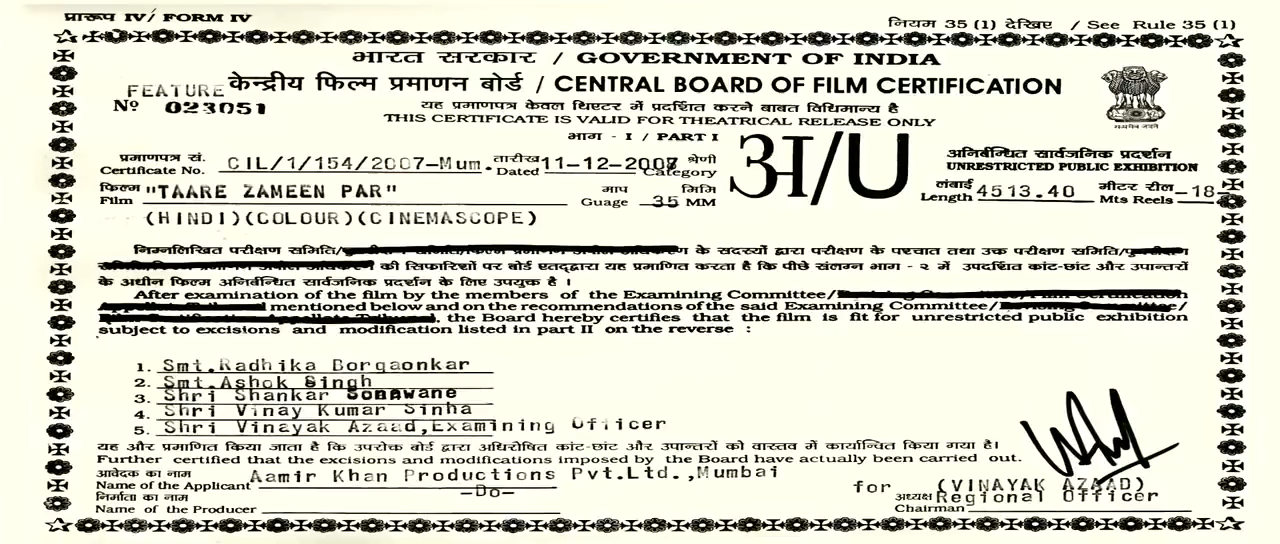 प्रारूप IV/ FORM IV
नियम 35 (1) देखिए / See Rule 35 (1)
भारत सरकार / GOVERNMENT OF INDIA
FEATURE केन्द्रीय फिल्म प्रमाणन बोर्ड / CENTRAL BOARD OF FILM CERTIFICATION
Nº 023051
यह प्रमाणपत्र केवल थिएटर में प्रदर्शित करने बाबत विधिमान्य है
THIS CERTIFICATE IS VALID FOR THEATRICAL RELEASE ONLY
भाग - I / PART I
प्रमाणपत्र सं. Certificate No. CIL/1/154/2007-Mum. तारीख Dated 11-12-2007 श्रेणी Category अ/U अनिर्बन्धित सार्वजनिक प्रदर्शन
UNRESTRICTED PUBLIC EXHIBITION
फिल्म Film "TAARE ZAMEEN PAR" माप Guage 35 मिमि MM लंबाई Length 4513.40 मीटर रील Mts Reels -18-
(HINDI)(COLOUR)(CINEMASCOPE)
निम्नलिखित परीक्षण समिति/ के सदस्यों द्वारा परीक्षण के पश्चात तथा उक्त परीक्षण समिति/
की सिफारिशों पर बोर्ड एतद्द्वारा यह प्रमाणित करता है कि पीछे संलग्न भाग - २ में उपदर्शित कांट-छांट और उपान्तरों
के अधीन फिल्म अनिर्बन्धित सार्वजनिक प्रदर्शन के लिए उपयुक्त है ।
After examination of the film by the members of the Examining Committee/
mentioned below and on the recommendations of the said Examining Committee/
, the Board hereby certifies that the film is fit for unrestricted public exhibition
subject to excisions and modification listed in part II on the reverse :
1. Smt.Radhika Borgaonkar
2. Smt.Ashok Singh
3. Shri Shankar Sonawane
4. Shri Vinay Kumar Sinha
5. Shri Vinayak Azaad,Examining Officer
यह और प्रमाणित किया जाता है कि उपरोक्त बोर्ड द्वारा अधिरोपित कांट-छांट और उपान्तरों को वास्तव में कार्यान्वित किया गया है।
Further certified that the excisions and modifications imposed by the Board have actually been carried out.
आवेदक का नाम
Name of the Applicant Aamir Khan Productions Pvt.Ltd.,Mumbai
निर्माता का नाम
Name of the Producer -Do-
for (VINAYAK AZAAD)
अध्यक्ष Regional Officer
Chairman